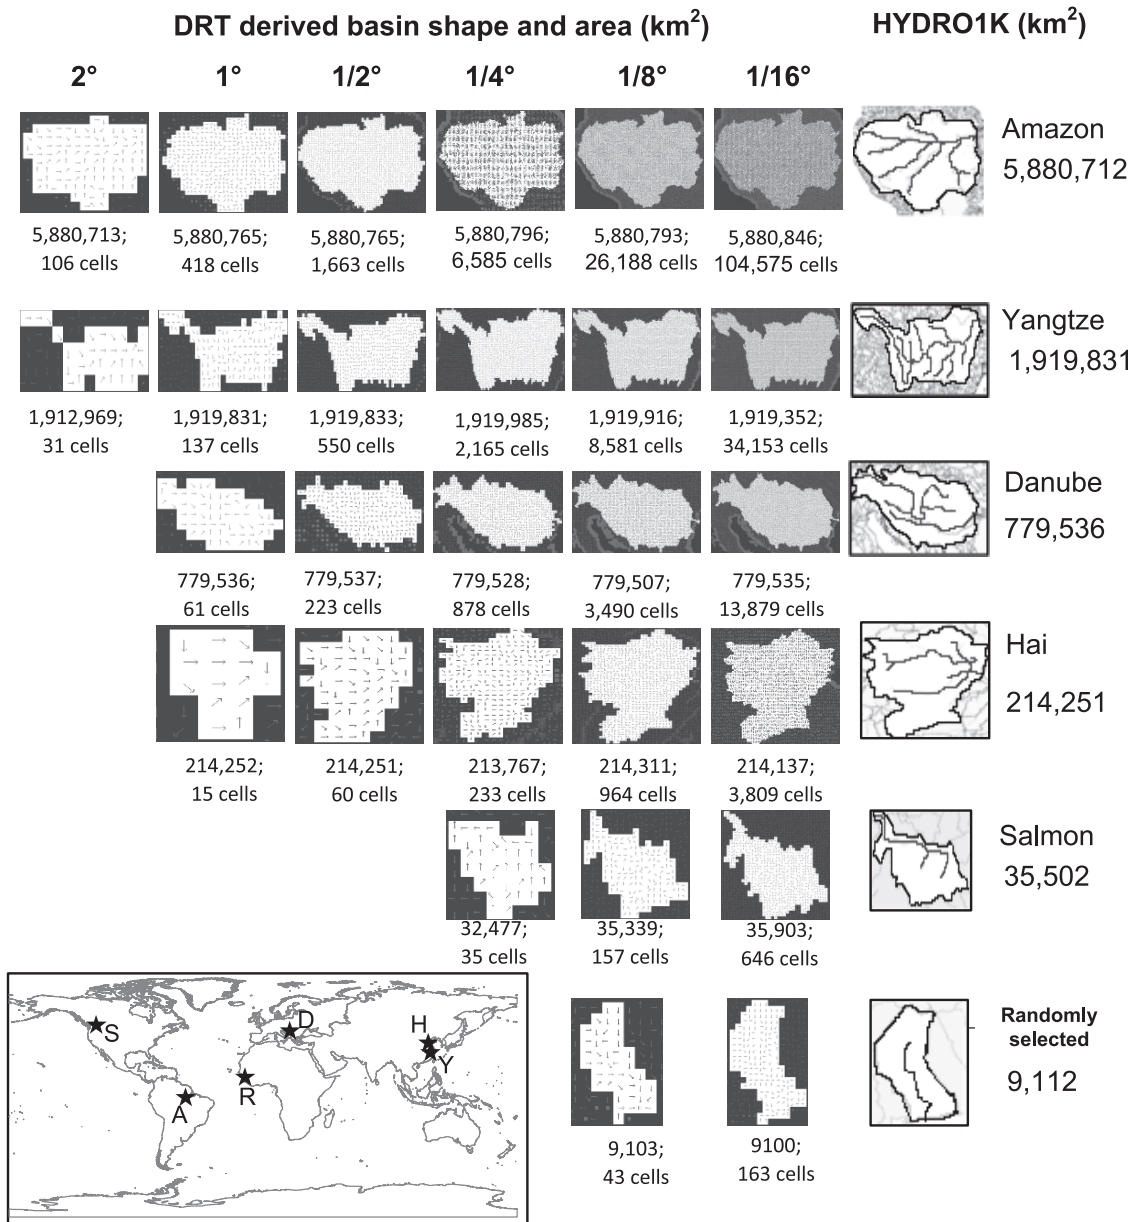 DRT derived basin shape and area (km²) HYDRO1K (km²)
2° 1° 1/2° 1/4° 1/8° 1/16°
Amazon
5,880,712
5,880,713; 5,880,765; 5,880,765; 5,880,796; 5,880,793; 5,880,846;
106 cells 418 cells 1,663 cells 6,585 cells 26,188 cells 104,575 cells
Yangtze
1,919,831
1,912,969; 1,919,831; 1,919,833; 1,919,985; 1,919,916; 1,919,352;
31 cells 137 cells 550 cells 2,165 cells 8,581 cells 34,153 cells
Danube
779,536
779,536; 779,537; 779,528; 779,507; 779,535;
61 cells 223 cells 878 cells 3,490 cells 13,879 cells
Hai
214,251
214,252; 214,251; 213,767; 214,311; 214,137;
15 cells 60 cells 233 cells 964 cells 3,809 cells
Salmon
35,502
32,477; 35,339; 35,903;
35 cells 157 cells 646 cells
Randomly
selected
9,112
9,103; 9100;
43 cells 163 cells
S D H
Y
R
A